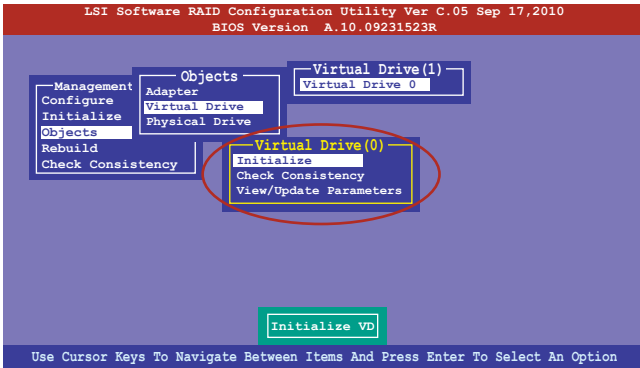 LSI Software RAID Configuration Utility Ver C.05 Sep 17,2010
BIOS Version A.10.09231523R
Management
Configure
Initialize
Objects
Rebuild
Check Consistency
Objects
Adapter
Virtual Drive
Physical Drive
Virtual Drive(1)
Virtual Drive 0
Virtual Drive(0)
Initialize
Check Consistency
View/Update Parameters
Initialize VD
Use Cursor Keys To Navigate Between Items And Press Enter To Select An Option